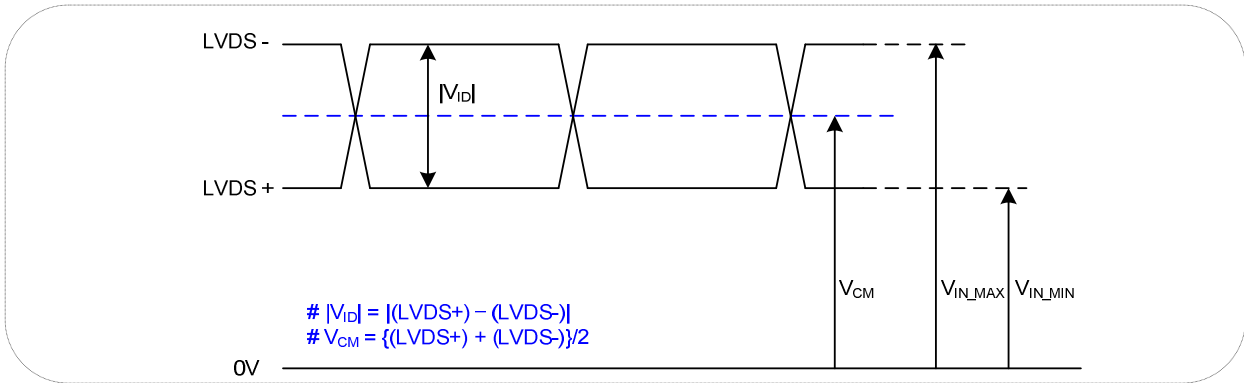 LVDS -
|VID|
LVDS +
VCM
VIN_MAX
VIN_MIN
# |VID| = |(LVDS+) – (LVDS-)|
# VCM = {(LVDS+) + (LVDS-)}/2
0V